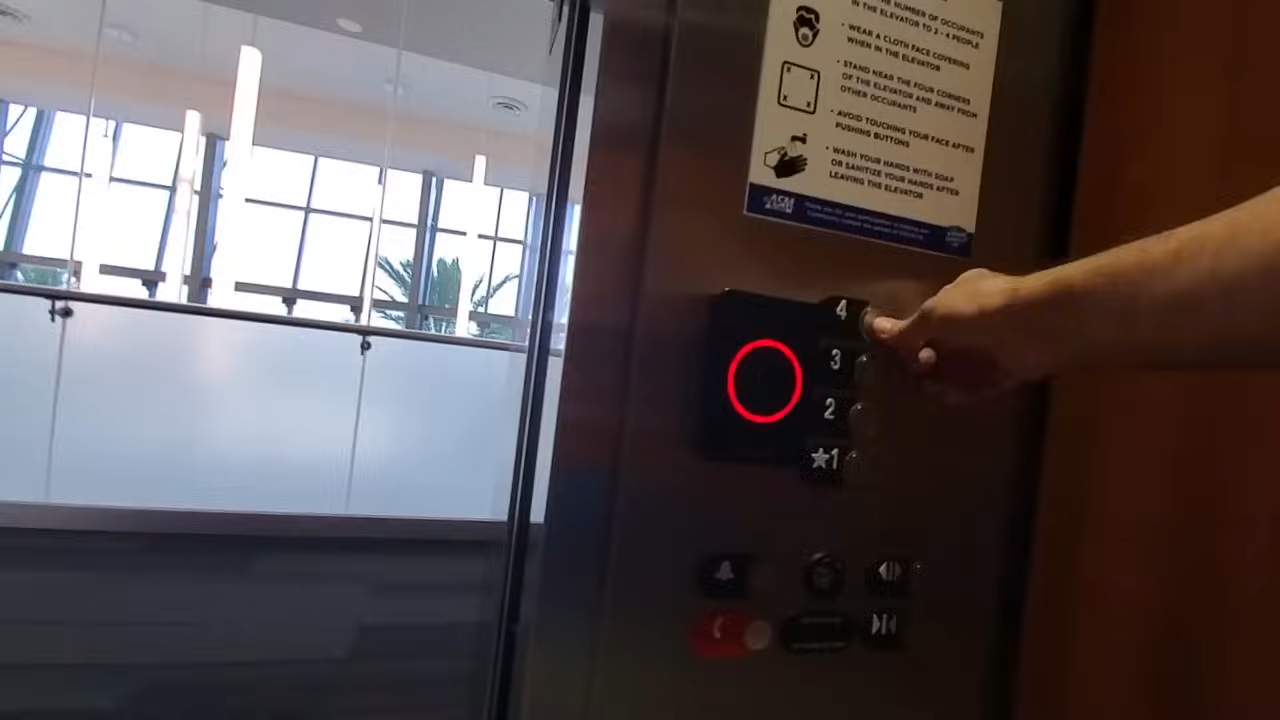 THE NUMBER OF OCCUPANTS
IN THE ELEVATOR TO 2 - 4 PEOPLE
• WEAR A CLOTH FACE COVERING
WHEN IN THE ELEVATOR
• STAND NEAR THE FOUR CORNERS
OF THE ELEVATOR AND AWAY FROM
OTHER OCCUPANTS
• AVOID TOUCHING YOUR FACE AFTER
PUSHING BUTTONS
• WASH YOUR HANDS WITH SOAP
OR SANITIZE YOUR HANDS AFTER
LEAVING THE ELEVATOR
4
3
2
★1